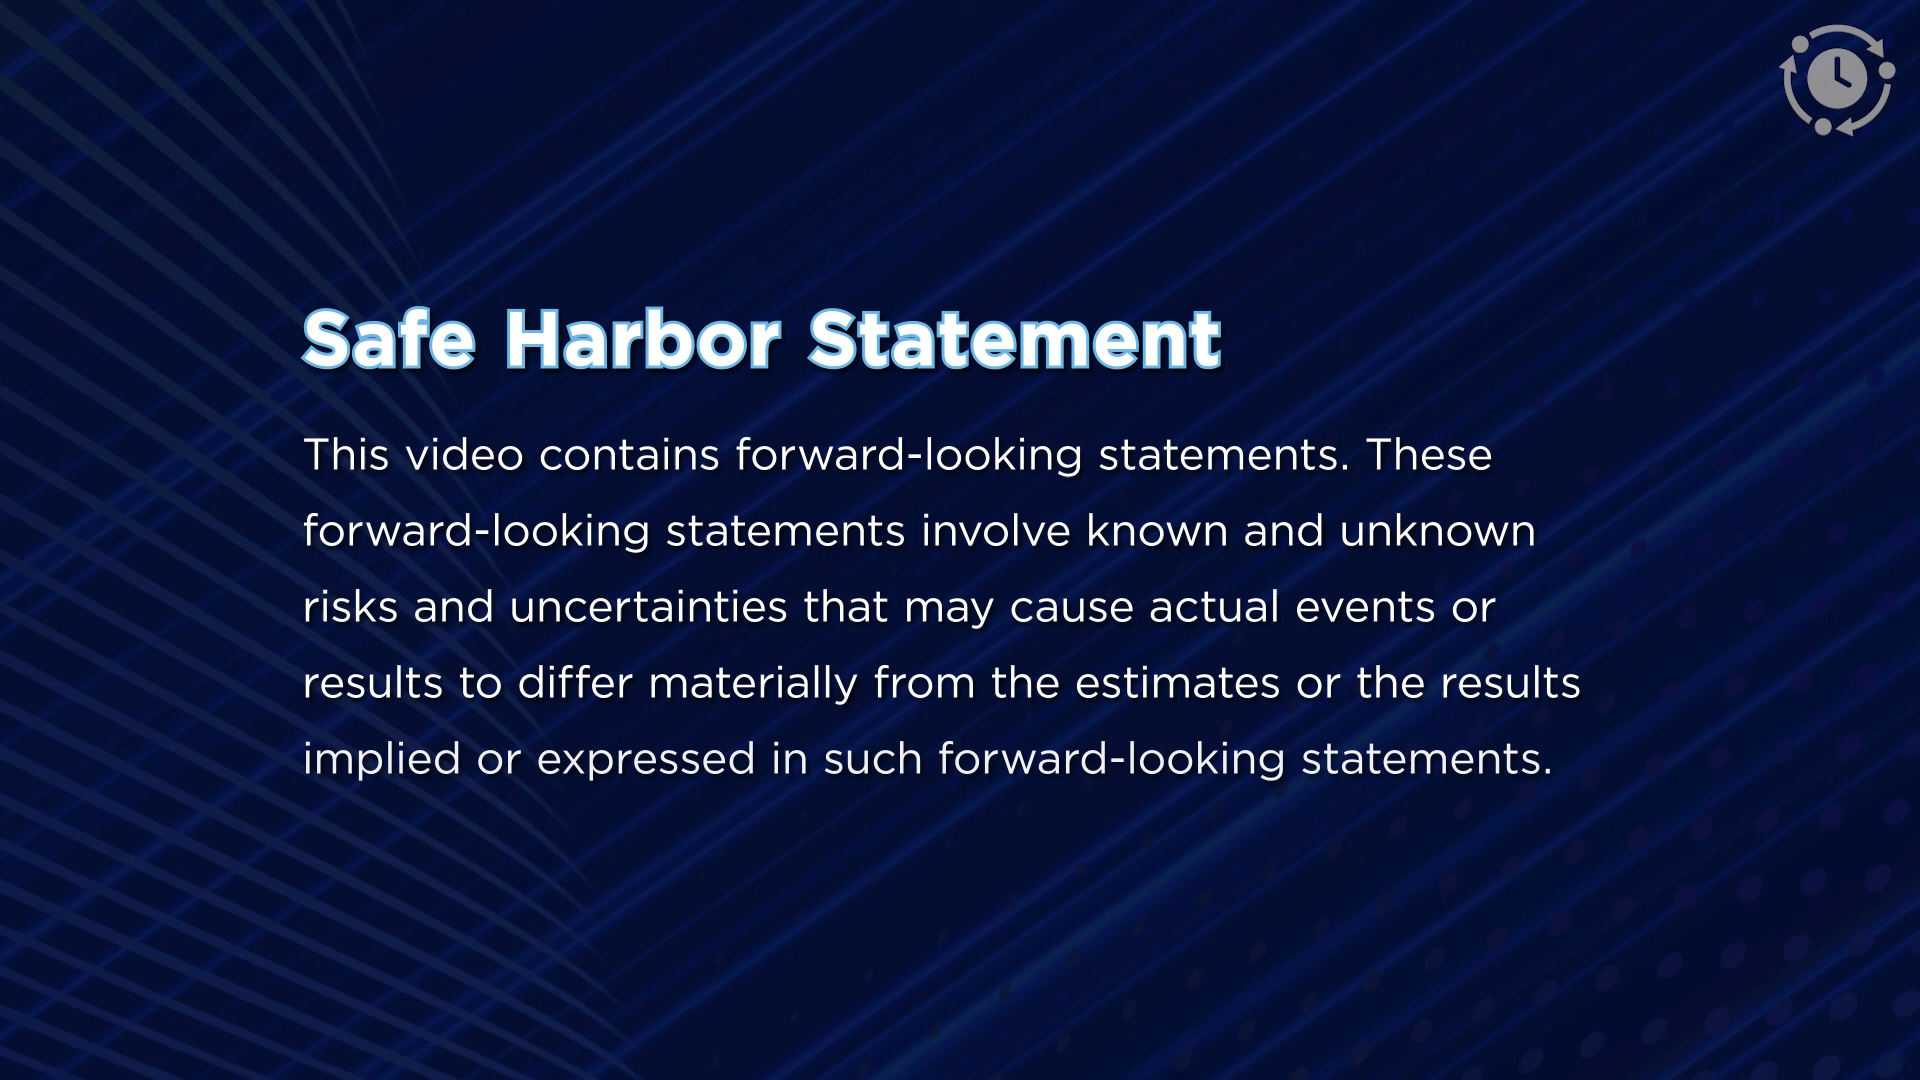 Safe Harbor Statement
This video contains forward-looking statements. These
forward-looking statements involve known and unknown
risks and uncertainties that may cause actual events or
results to differ materially from the estimates or the results
implied or expressed in such forward-looking statements.